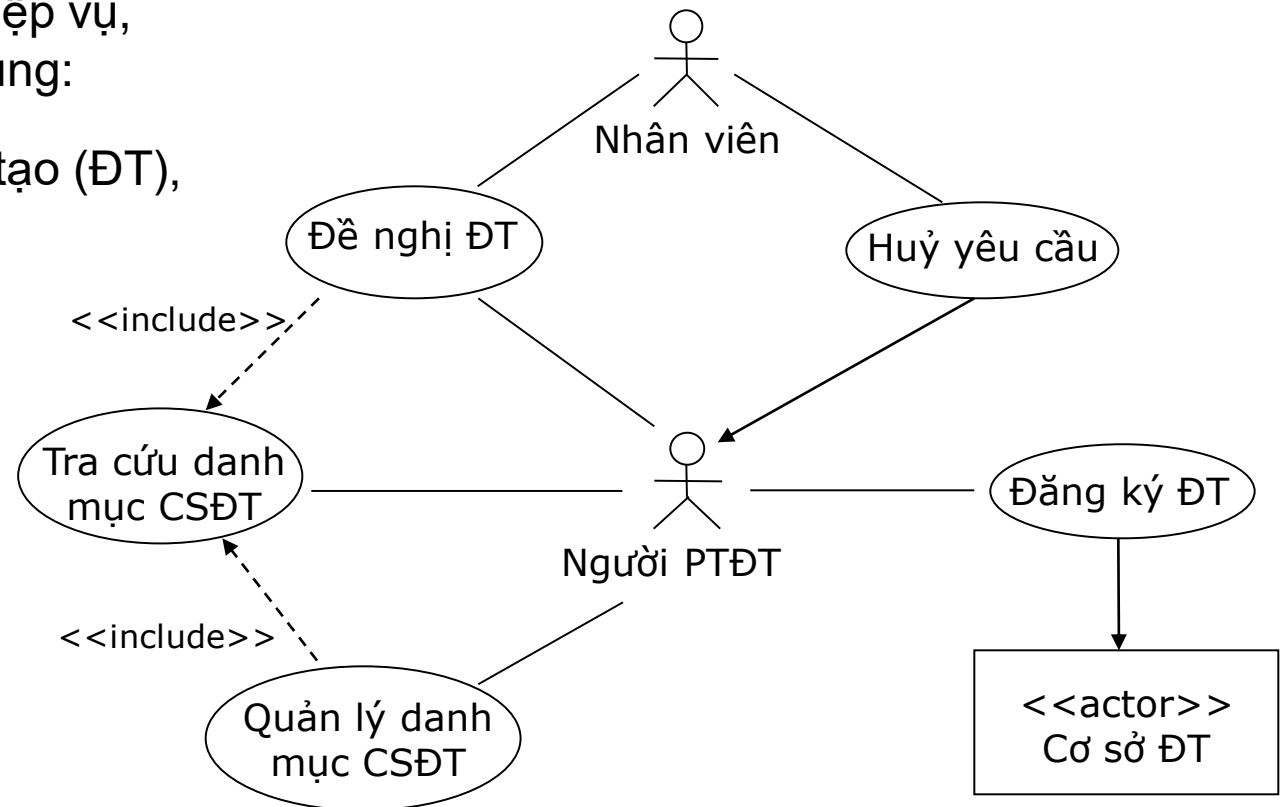 ệp vụ,
ung:
tạo (ĐT),
Nhân viên
Đề nghị ĐT
Huỷ yêu cầu
<<include>>
Tra cứu danh
mục CSĐT
Người PTĐT
Đăng ký ĐT
<<include>>
Quản lý danh
mục CSĐT
<<actor>>
Cơ sở ĐT